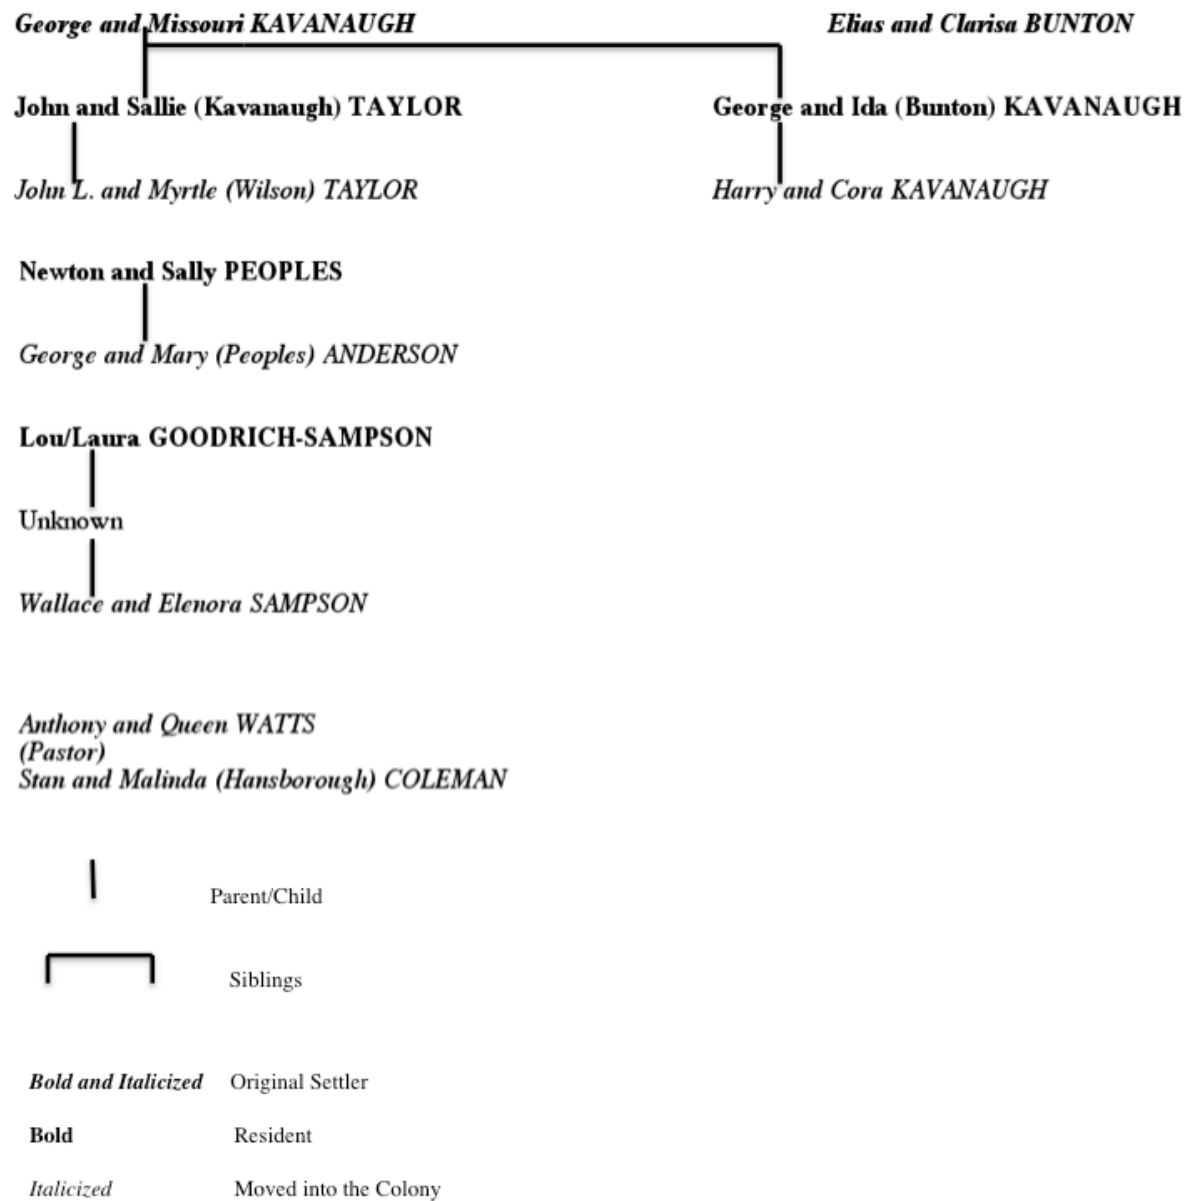 George and Missouri KAVANAUGH
Elias and Clarisa BUNTON
John and Sallie (Kavanaugh) TAYLOR
George and Ida (Bunton) KAVANAUGH
John L. and Myrtle (Wilson) TAYLOR
Harry and Cora KAVANAUGH
Newton and Sally PEOPLES
George and Mary (Peoples) ANDERSON
Lou/Laura GOODRICH-SAMPSON
Unknown
Wallace and Elenora SAMPSON
Anthony and Queen WATTS
(Pastor)
Stan and Malinda (Hansborough) COLEMAN
Parent/Child
Siblings
Bold and Italicized Original Settler
Bold Resident
Italicized Moved into the Colony